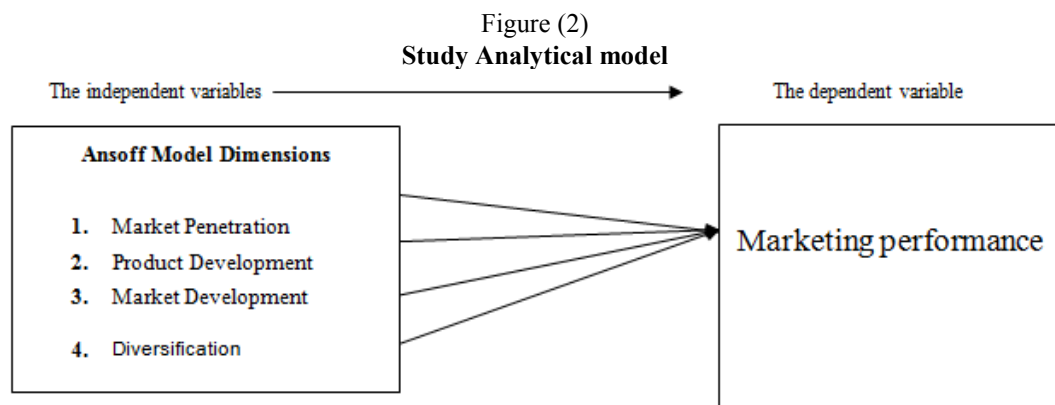 Figure (2)
Study Analytical model
The independent variables
The dependent variable
Ansoff Model Dimensions
1. Market Penetration
2. Product Development
3. Market Development
4. Diversification
Marketing performance